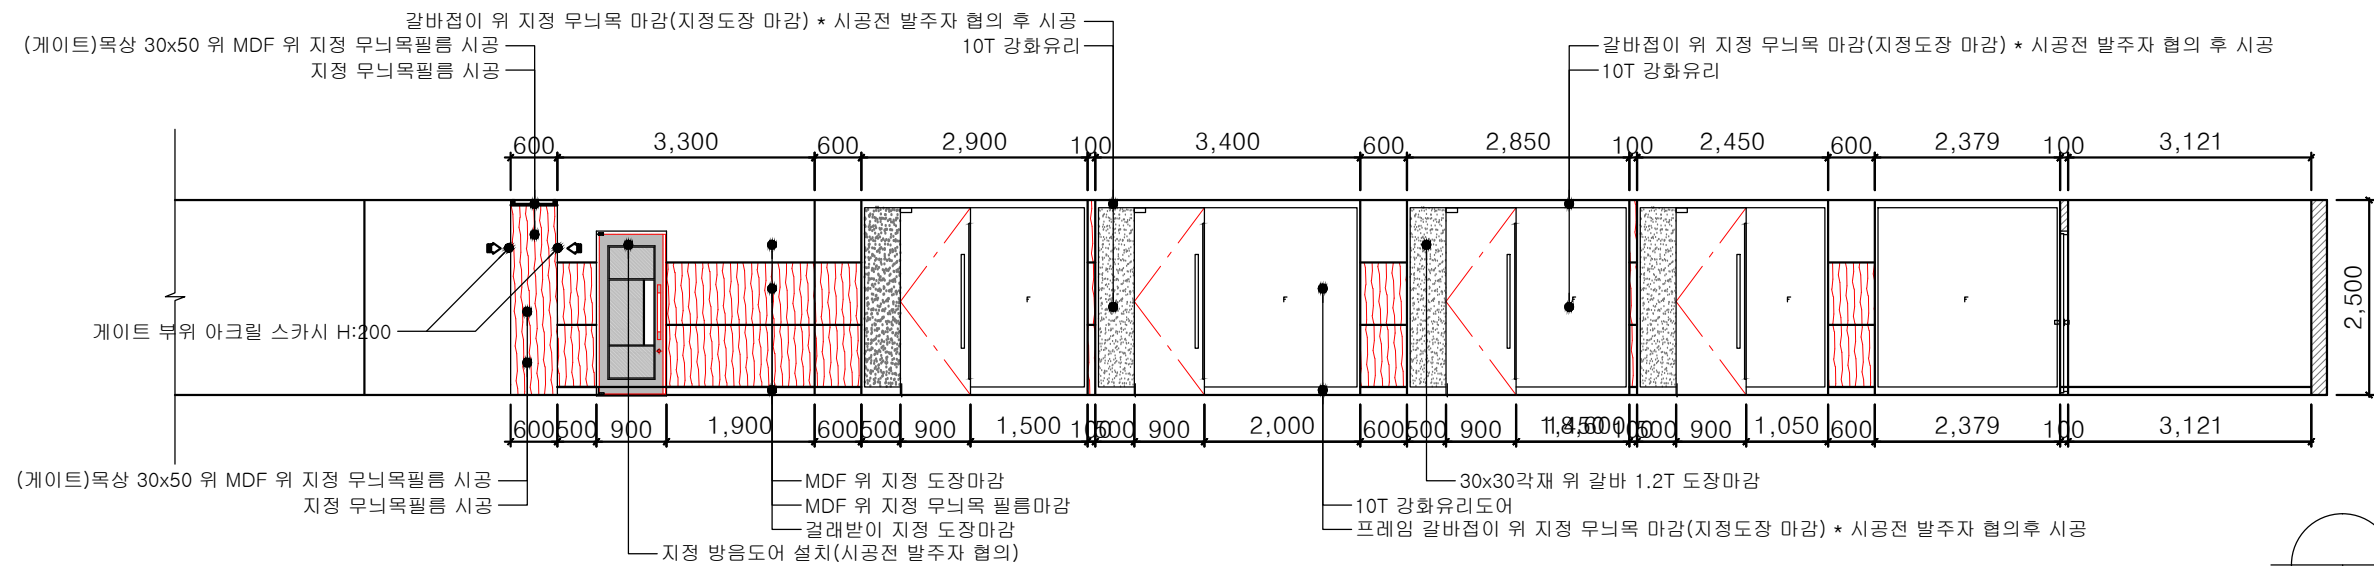 갈바접이 위 지정 무늬목 마감(지정도장 마감) * 시공전 발주자 협의 후 시공
(게이트)목상 30x50 위 MDF 위 지정 무늬목필름 시공
10T 강화유리
갈바접이 위 지정 무늬목 마감(지정도장 마감) * 시공전 발주자 협의 후 시공
지정 무늬목필름 시공
10T 강화유리
600 3,300 600 2,900 100 3,400 600 2,850 100 2,450 600 2,379 100 3,121
F F F F F
2,500
게이트 부위 아크릴 스카시 H:200
600 500 900 1,900 600 500 900 1,500 100 500 900 2,000 600 500 900 1,450 100 500 900 1,050 600 2,379 100 3,121
(게이트)목상 30x50 위 MDF 위 지정 무늬목필름 시공
MDF 위 지정 도장마감
30x30각재 위 갈바 1.2T 도장마감
지정 무늬목필름 시공
MDF 위 지정 무늬목 필름마감
10T 강화유리도어
걸래받이 지정 도장마감
프레임 갈바접이 위 지정 무늬목 마감(지정도장 마감) * 시공전 발주자 협의후 시공
지정 방음도어 설치(시공전 발주자 협의)